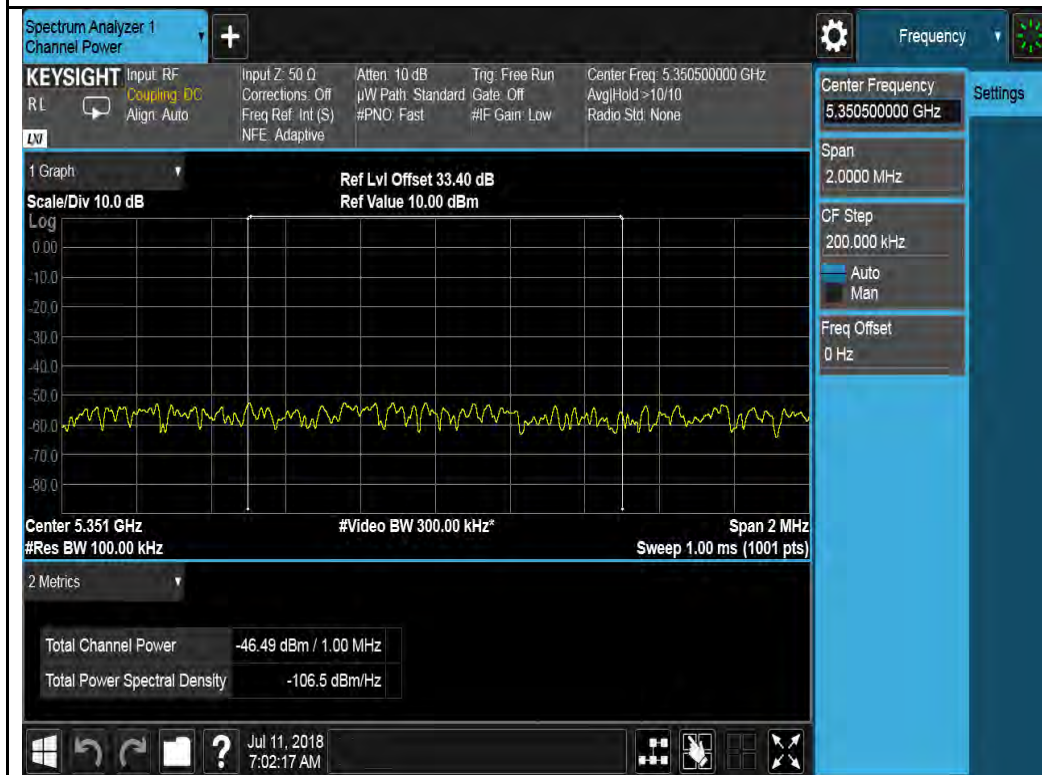 Spectrum Analyzer 1
Channel Power
+
Frequency
KEYSIGHT
RL
LXI
Input: RF
Coupling: DC
Align: Auto
Input Z: 50 Ω
Corrections: Off
Freq Ref: Int (S)
NFE: Adaptive
Atten: 10 dB
µW Path: Standard
#PNO: Fast
Trig: Free Run
Gate: Off
#IF Gain: Low
Center Freq: 5.350500000 GHz
Avg|Hold >10/10
Radio Std: None
Center Frequency
5.350500000 GHz
Settings
Span
2.0000 MHz
CF Step
200.000 kHz
Auto
Man
Freq Offset
0 Hz
1 Graph
Scale/Div 10.0 dB
Ref Lvl Offset 33.40 dB
Ref Value 10.00 dBm
Log
0.00
-10.0
-20.0
-30.0
-40.0
-50.0
-60.0
-70.0
-80.0
Center 5.351 GHz
#Video BW 300.00 kHz*
Span 2 MHz
#Res BW 100.00 kHz
Sweep 1.00 ms (1001 pts)
2 Metrics
Total Channel Power -46.49 dBm / 1.00 MHz
Total Power Spectral Density -106.5 dBm/Hz
?
Jul 11, 2018
7:02:17 AM